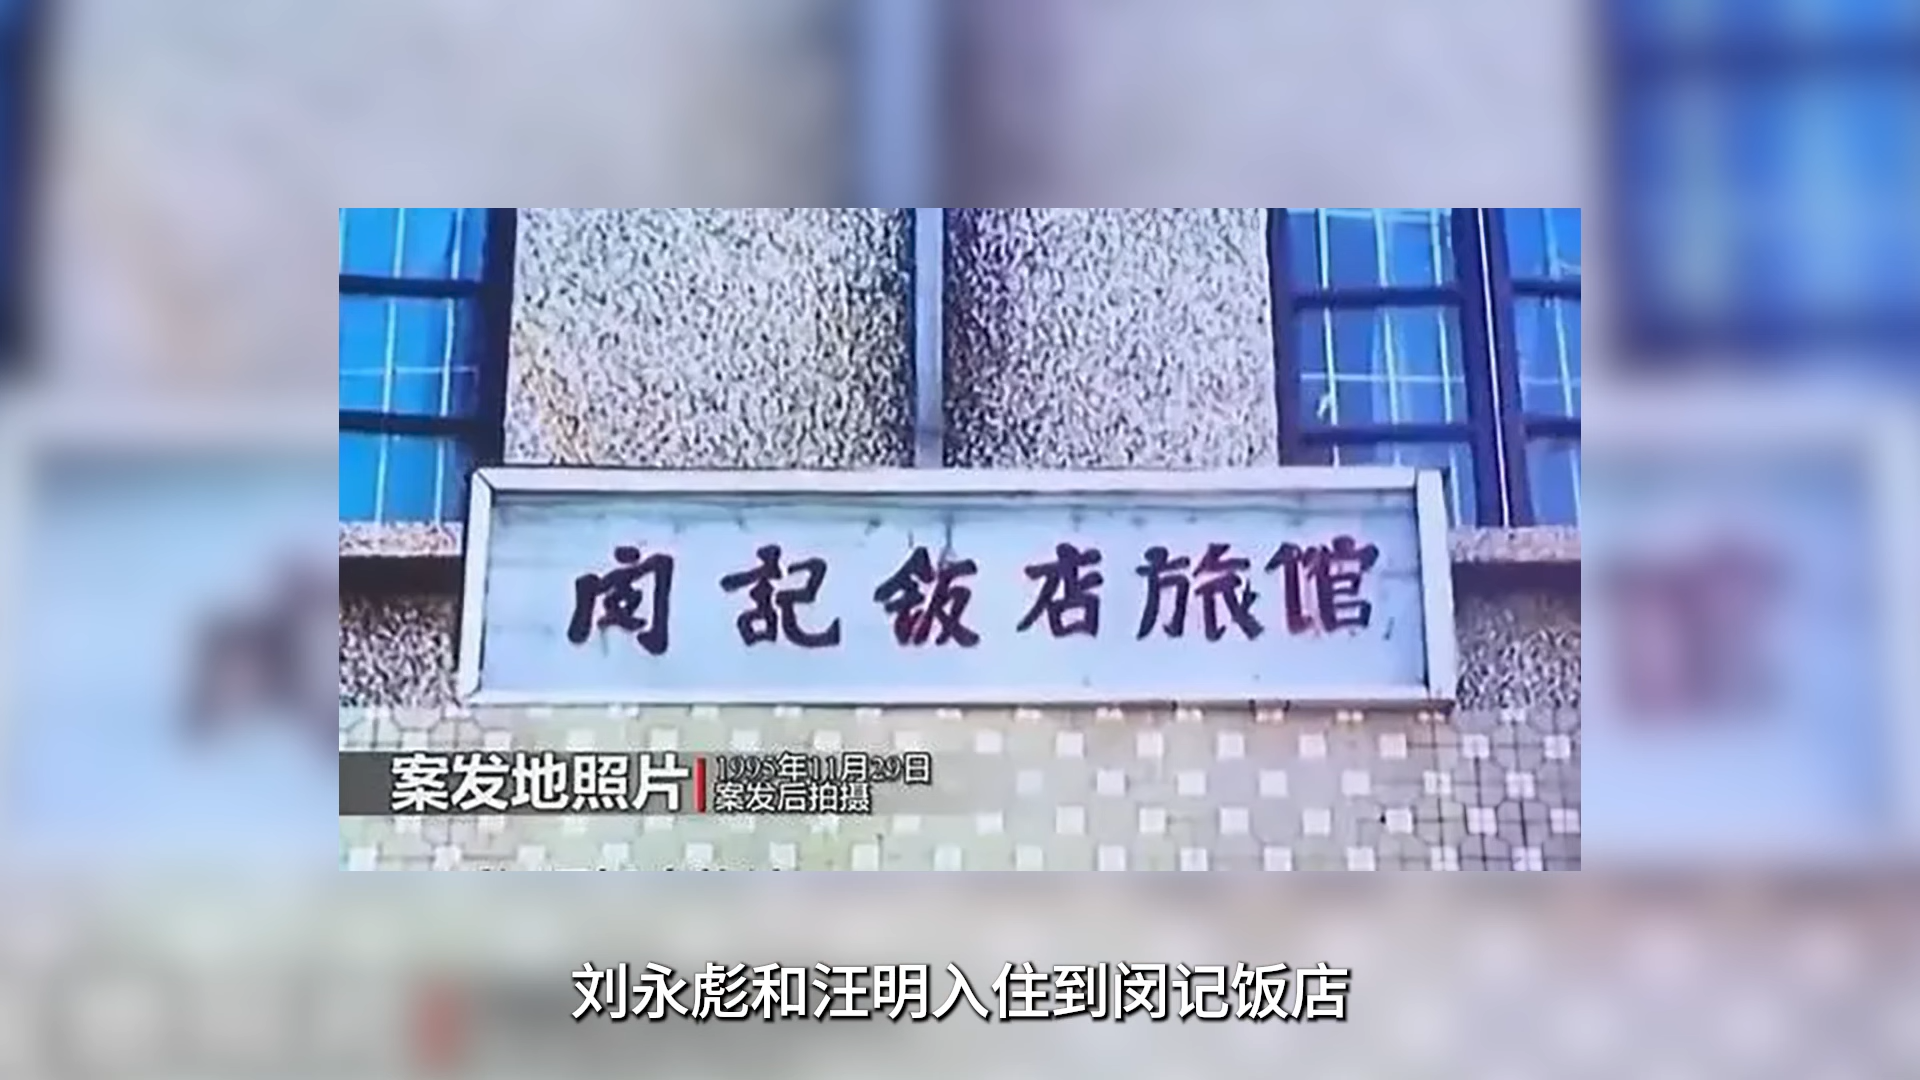 闵記飯店旅馆
案发地照片
1995年11月29日
案发后拍摄
刘永彪和汪明入住到闵记饭店